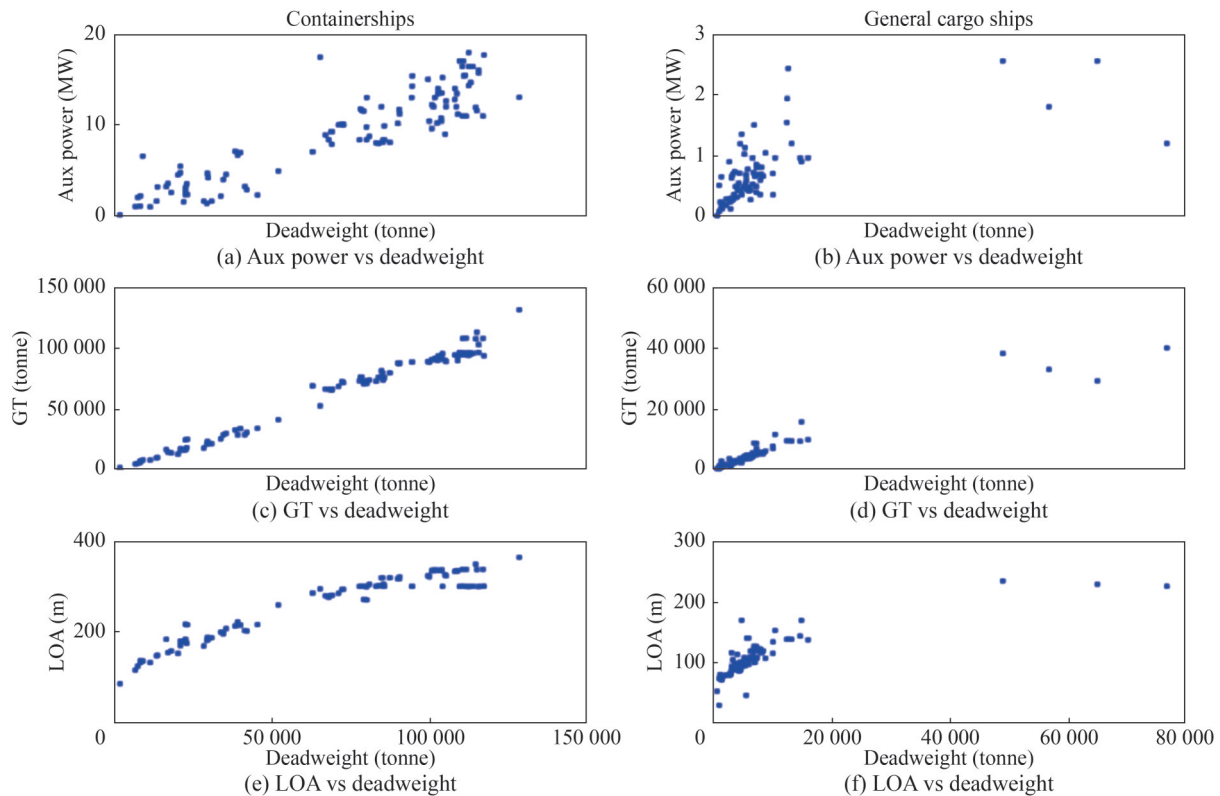 Containerships
20
10
0
Aux power (MW)
Deadweight (tonne)
(a) Aux power vs deadweight
General cargo ships
3
2
1
0
Aux power (MW)
Deadweight (tonne)
(b) Aux power vs deadweight
150 000
100 000
50 000
0
GT (tonne)
Deadweight (tonne)
(c) GT vs deadweight
60 000
40 000
20 000
0
GT (tonne)
Deadweight (tonne)
(d) GT vs deadweight
400
200
LOA (m)
0 50 000 100 000 150 000
Deadweight (tonne)
(e) LOA vs deadweight
300
200
100
LOA (m)
0 20 000 40 000 60 000 80 000
Deadweight (tonne)
(f) LOA vs deadweight